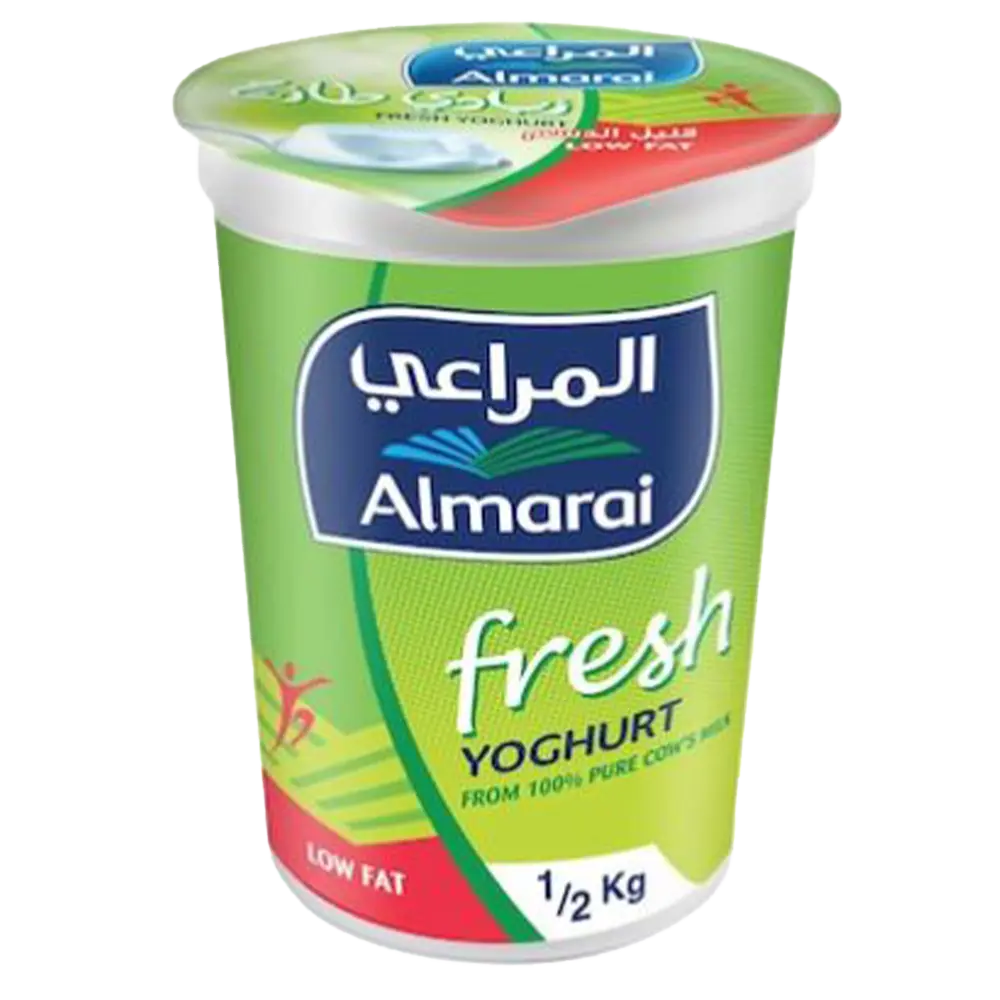 المراعي
Almarai
زبادي طازج
FRESH YOGHURT
قليل الدسم
LOW FAT
المراعي
Almarai
fresh
YOGHURT
FROM 100% PURE COW'S MILK
LOW FAT
1/2 Kg